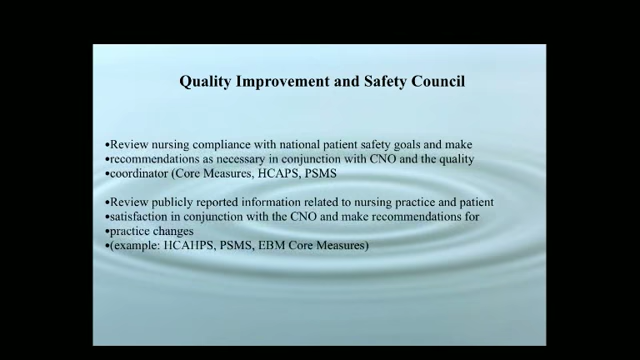 Quality Improvement and Safety Council
•Review nursing compliance with national patient safety goals and make
•recommendations as necessary in conjunction with CNO and the quality
•coordinator (Core Measures, HCAPS, PSMS
•Review publicly reported information related to nursing practice and patient
•satisfaction in conjunction with the CNO and make recommendations for
•practice changes
•(example: HCAHPS, PSMS, EBM Core Measures)